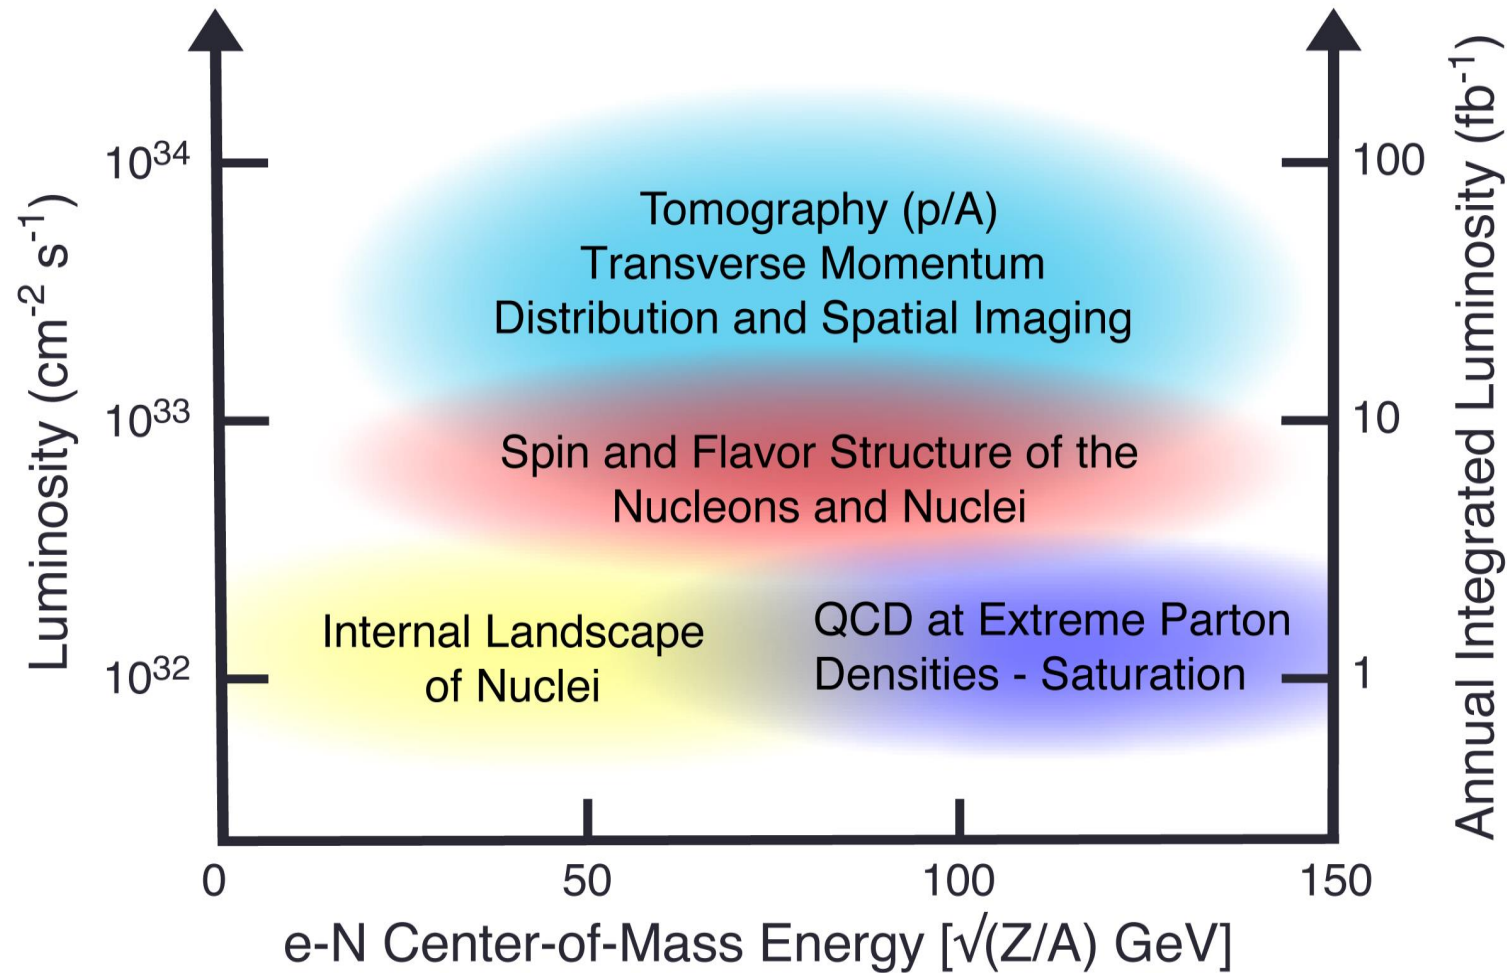 Luminosity (cm⁻² s⁻¹)
10³⁴
10³³
10³²
Tomography (p/A)
Transverse Momentum
Distribution and Spatial Imaging
Spin and Flavor Structure of the
Nucleons and Nuclei
Internal Landscape
of Nuclei
QCD at Extreme Parton
Densities - Saturation
100
10
1
Annual Integrated Luminosity (fb⁻¹)
0 50 100 150
e-N Center-of-Mass Energy [√(Z/A) GeV]